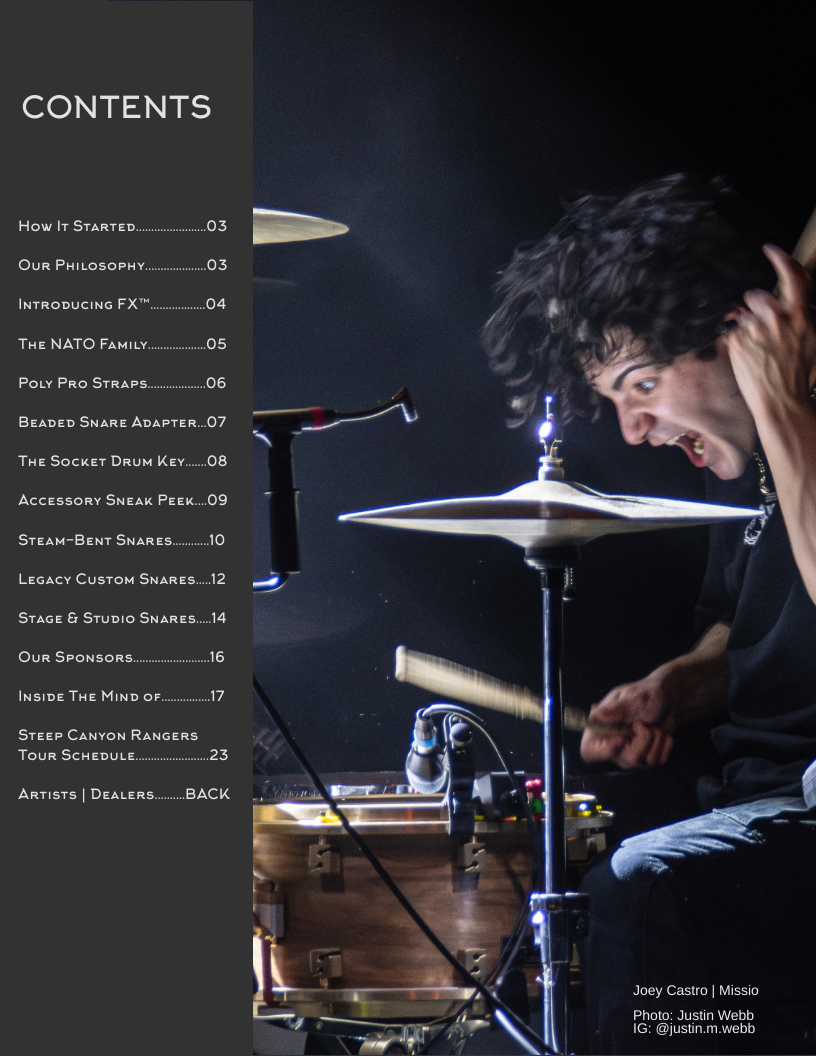 CONTENTS
How It Started......................03
Our Philosophy...................03
Introducing FX™.................04
The NATO Family..................05
Poly Pro Straps..................06
Beaded Snare Adapter...07
The Socket Drum Key.......08
Accessory Sneak Peek....09
Steam-Bent Snares...........10
Legacy Custom Snares.....12
Stage & Studio Snares.....14
Our Sponsors........................16
Inside The Mind of...............17
Steep Canyon Rangers
Tour Schedule.......................23
Artists | Dealers.........BACK
Joey Castro | Missio
Photo: Justin Webb
IG: @justin.m.webb